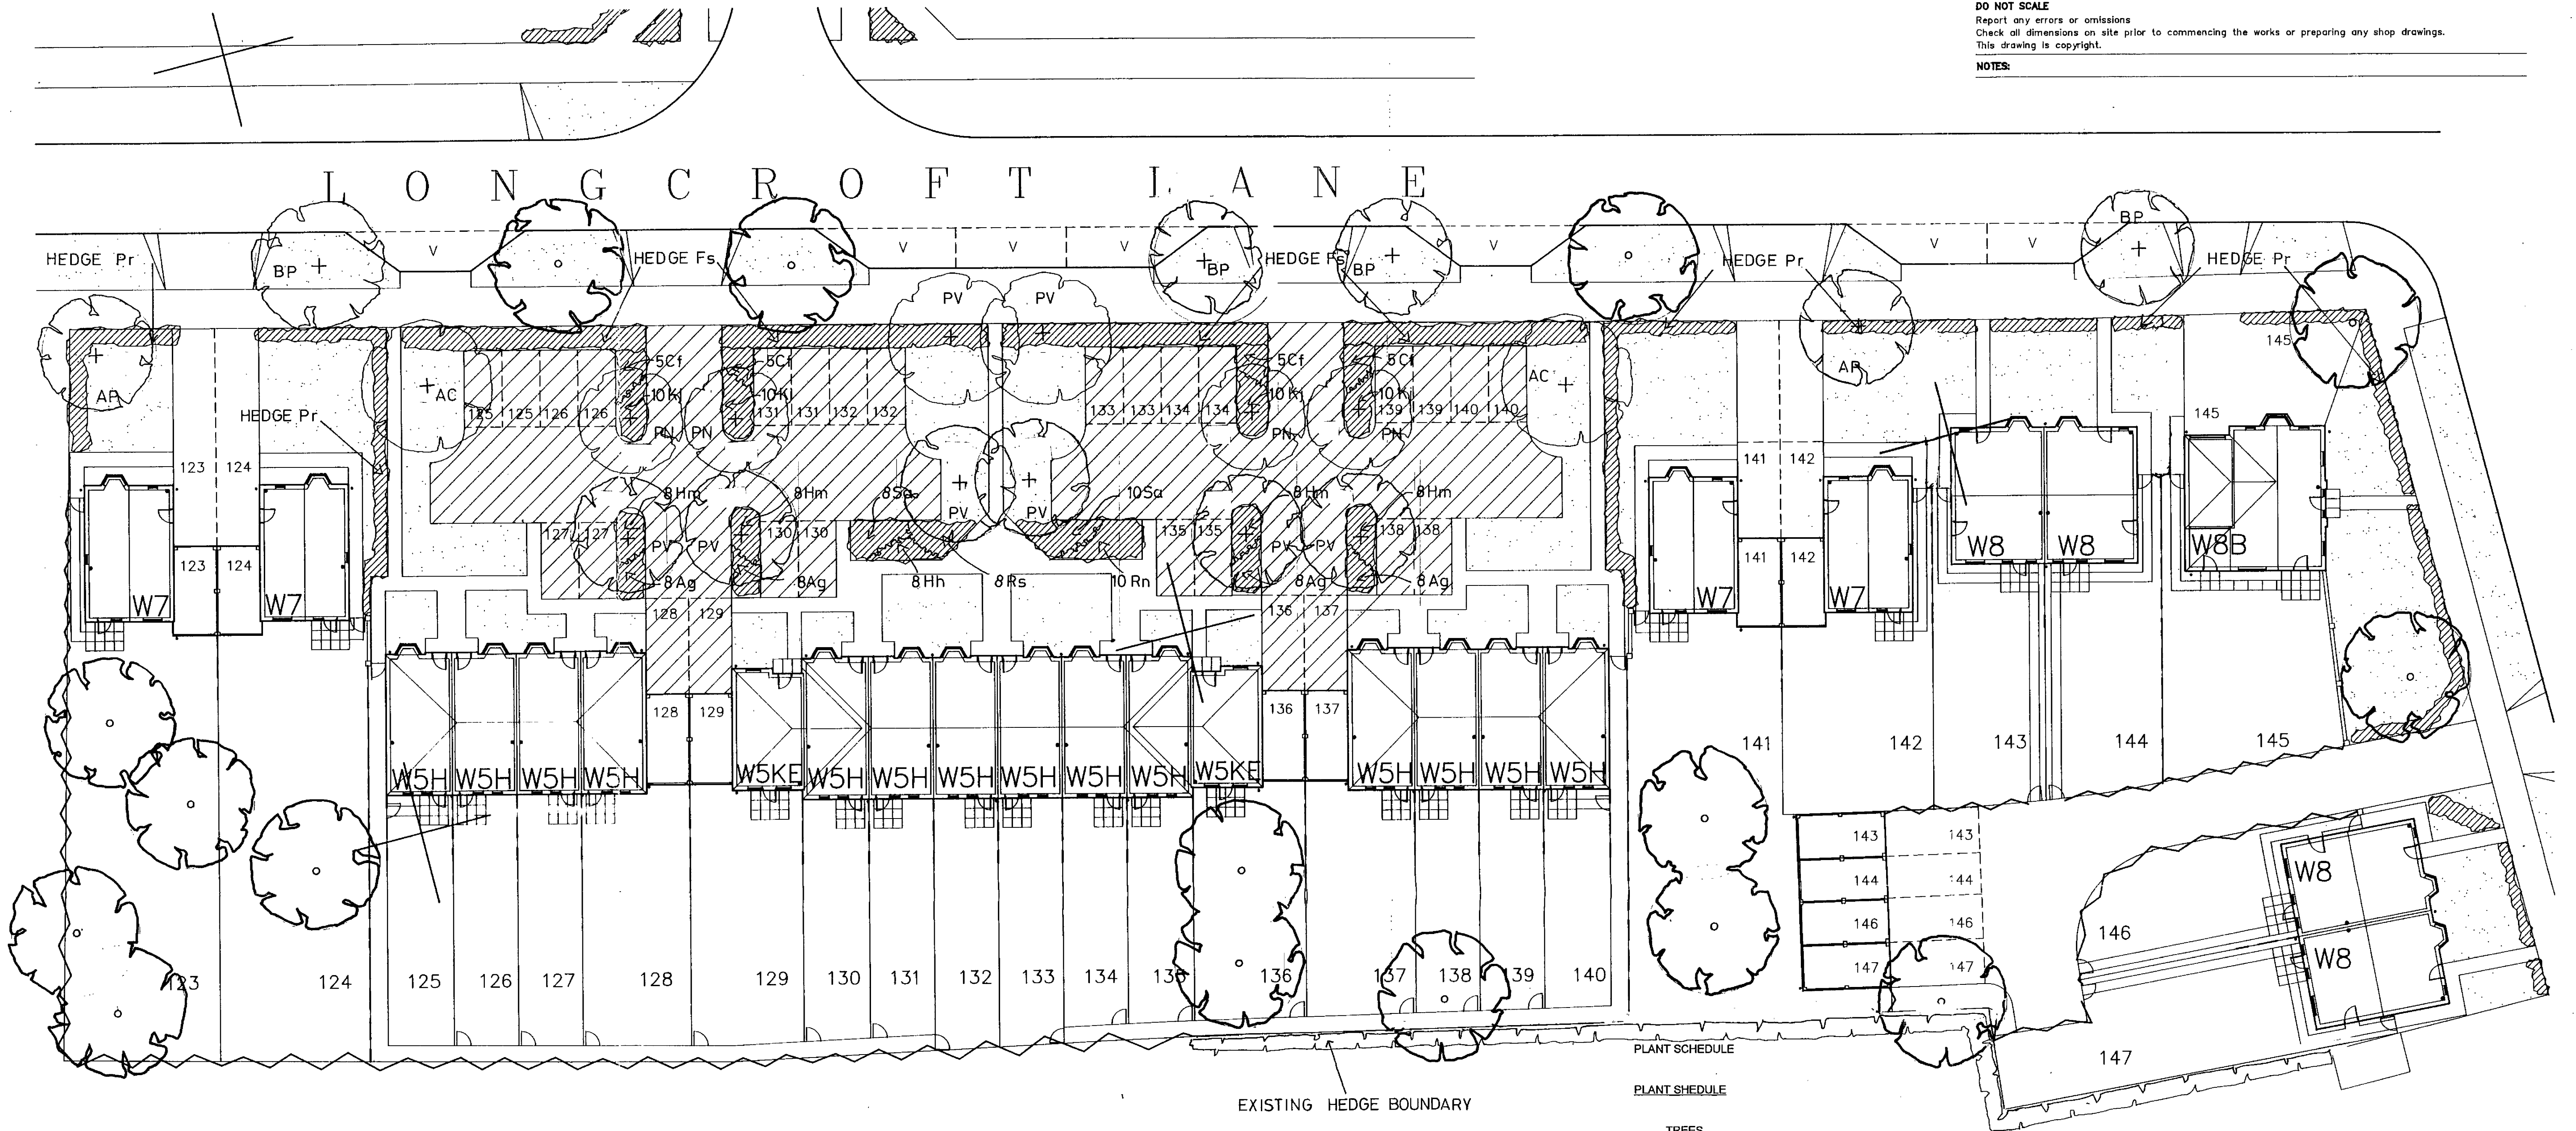 DO NOT SCALE
Report any errors or omissions
Check all dimensions on site prior to commencing the works or preparing any shop drawings.
This drawing is copyright.
NOTES:
LONGCROFT LANE
HEDGE Pr
BP
V
HEDGE Fs
V
V
V
BP
HEDGE Fs
BP
V
HEDGE Pr
V
V
BP
HEDGE Pr
PV
PV
AP
AC
HEDGE Pr
5Cf
5Cf
5Cf
5Cf
AC
AP
145
10Kj
10Kj
10Kj
10Kj
125
125
126
126
131
131
132
132
133
133
134
134
139
139
140
140
145
PN
PN
PN
PN
123
124
141
142
8Hm
8Hm
8Sa
10Sa
8Hm
8Hm
PV
PV
127
127
130
130
135
135
138
138
PV
PV
PV
PV
W8
W8
W8B
123
124
141
142
8Ag
8Ag
8Hh
8Rs
10Rn
8Ag
8Ag
W7
W7
W7
W7
128
129
136
137
128
129
136
137
141
142
143
144
145
W5H
W5H
W5H
W5H
W5KE
W5H
W5H
W5H
W5H
W5H
W5H
W5KE
W5H
W5H
W5H
W5H
143
143
144
144
146
146
147
147
W8
W8
146
123
124
125
126
127
128
129
130
131
132
133
134
135
136
137
138
139
140
147
EXISTING HEDGE BOUNDARY
PLANT SCHEDULE
PLANT SHEDULE
TREES